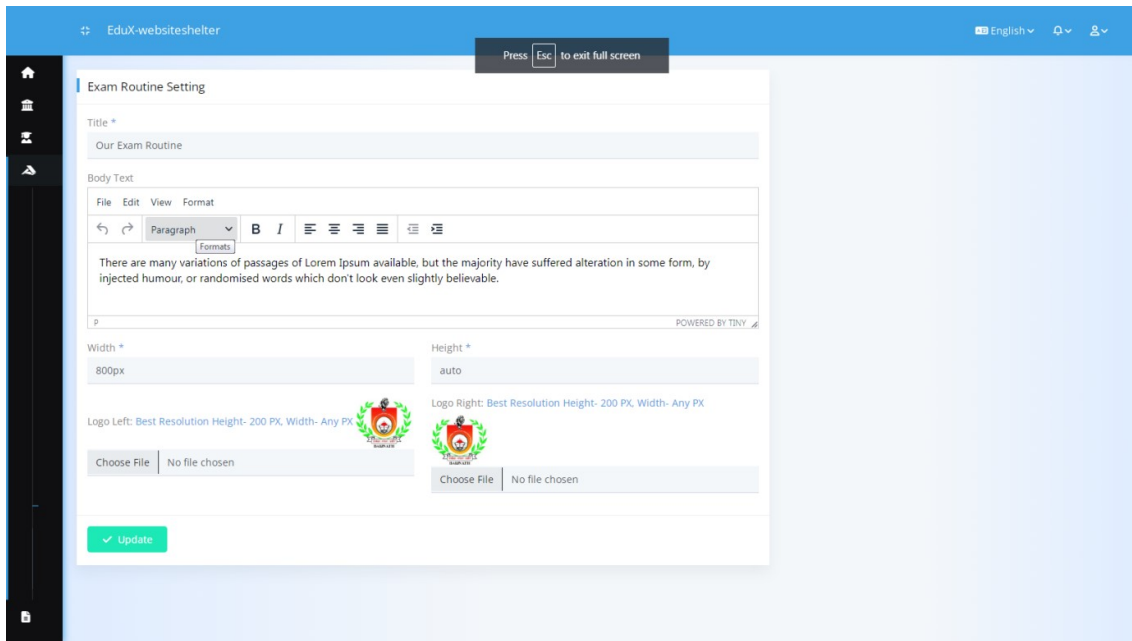 EduX-websiteshelter
English
Press Esc to exit full screen
Exam Routine Setting
Title *
Our Exam Routine
Body Text
File Edit View Format
Paragraph B I
Formats
There are many variations of passages of Lorem Ipsum available, but the majority have suffered alteration in some form, by
injected humour, or randomised words which don't look even slightly believable.
P POWERED BY TINY
Width * Height *
800px auto
Logo Left: Best Resolution Height- 200 PX, Width- Any PX
Logo Right: Best Resolution Height- 200 PX, Width- Any PX
Choose File No file chosen
Choose File No file chosen
Update